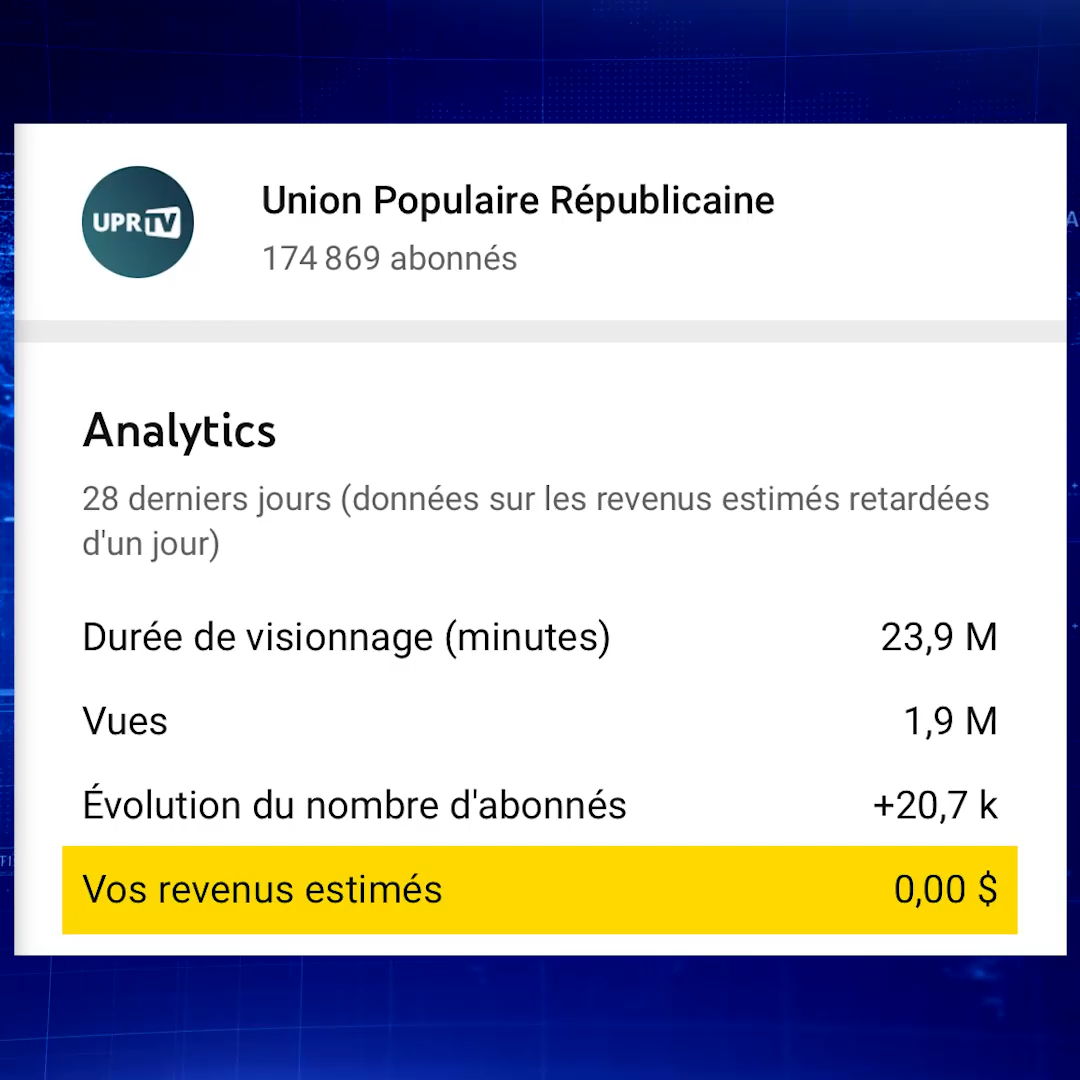 UPR TV
Union Populaire Républicaine
174 869 abonnés
Analytics
28 derniers jours (données sur les revenus estimés retardées
d'un jour)
Durée de visionnage (minutes) 23,9 M
Vues 1,9 M
Évolution du nombre d'abonnés +20,7 k
Vos revenus estimés 0,00 $